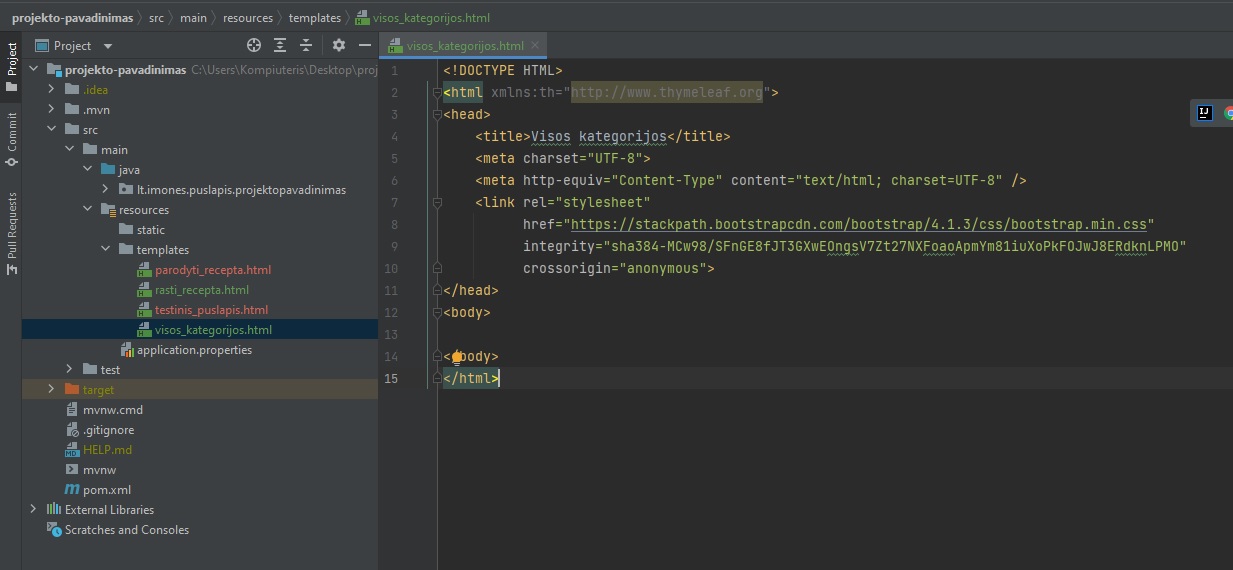 projekto-pavadinimas › src › main › resources › templates › visos_kategorijos.html
Project
Commit
Pull Requests
Project
projekto-pavadinimas C:\Users\Kompiuteris\Desktop\proj
.idea
.mvn
src
main
java
lt.imones.puslapis.projektopavadinimas
resources
static
templates
parodyti_recepta.html
rasti_recepta.html
testinis_puslapis.html
visos_kategorijos.html
application.properties
test
target
mvnw.cmd
.gitignore
HELP.md
mvnw
pom.xml
External Libraries
Scratches and Consoles
visos_kategorijos.html
1 <!DOCTYPE HTML>
2 <html xmlns:th="http://www.thymeleaf.org">
3 <head>
4 <title>Visos kategorijos</title>
5 <meta charset="UTF-8">
6 <meta http-equiv="Content-Type" content="text/html; charset=UTF-8" />
7 <link rel="stylesheet"
8 href="https://stackpath.bootstrapcdn.com/bootstrap/4.1.3/css/bootstrap.min.css"
9 integrity="sha384-MCw98/SFnGE8fJT3GXwEOngsV7Zt27NXFoaoApmYm81iuXoPkFOJwJ8ERdknLPMO"
10 crossorigin="anonymous">
11 </head>
12 <body>
13
14 </body>
15 </html>
IJ